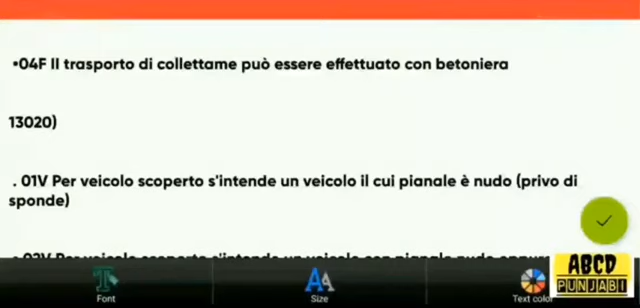 •04F Il trasporto di collettame può essere effettuato con betoniera
13020)
. 01V Per veicolo scoperto s'intende un veicolo il cui pianale è nudo (privo di
sponde)
Font
Size
Text color
ABCD
PUNJABI